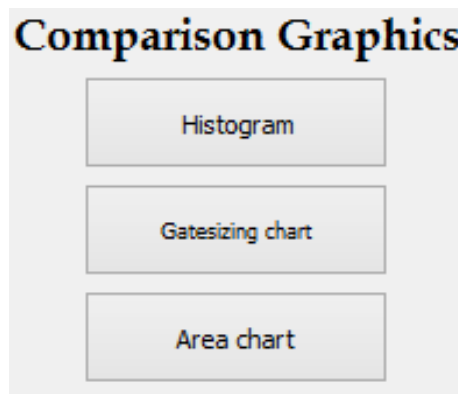 Comparison Graphics
Histogram
Gatesizing chart
Area chart